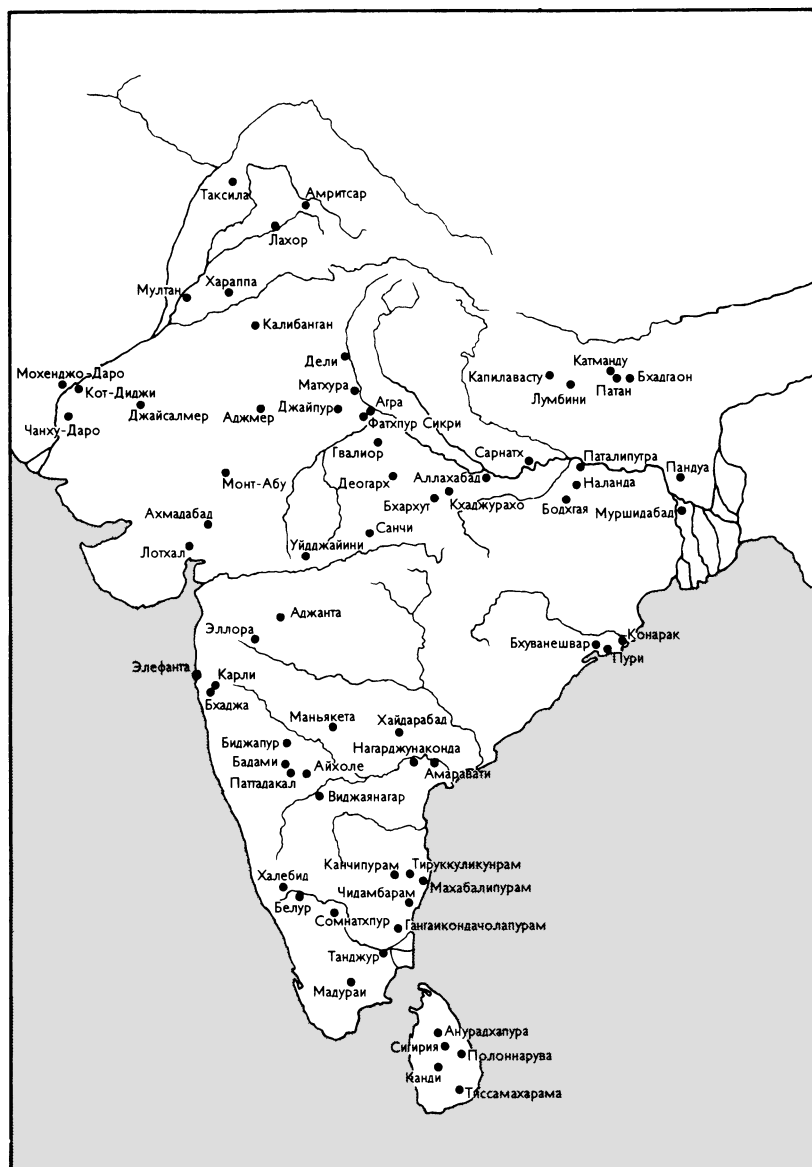 Таксила
Амритсар
Лахор
Мултан
Хараппа
Калибанган
Дели
Катманду
Мохенджо-Даро
Капилавасту
Бхадгаон
Кот-Диджи
Матхура
Лумбини
Патан
Джайсалмер
Аджмер
Джайпур
Агра
Чанху-Даро
Фатхпур Сикри
Гвалиор
Сарнатх
Паталипутра
Монт-Абу
Деогарх
Аллахабад
Пандуа
Наланда
Бхархут
Кхаджурахо
Бодхгая
Муршидабад
Ахмадабад
Санчи
Лотхал
Уйдджайини
Аджанта
Эллора
Бхуванешвар
Конарак
Пури
Элефанта
Карли
Бхаджа
Маньякета
Хайдарабад
Биджапур
Нагарджунаконда
Бадами
Айхоле
Амаравати
Паттадакал
Виджаянагар
Канчипурам
Тируккуликунрам
Халебид
Махабалипурам
Белур
Чидамбарам
Сомнатхпур
Гангаикондачолапурам
Танджур
Мадураи
Анурадхапура
Сигирия
Полоннарува
Канди
Тиссамахарама